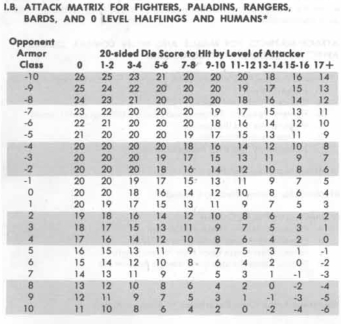 I.B. ATTACK MATRIX FOR FIGHTERS, PALADINS, RANGERS,
BARDS, AND 0 LEVEL HALFLINGS AND HUMANS*
Opponent
Armor 20-sided Die Score to Hit by Level of Attacker
Class 0 1-2 3-4 5-6 7-8 9-10 11-12 13-14 15-16 17+
-10 26 25 23 21 20 20 20 18 16 14
-9 25 24 22 20 20 20 19 17 15 13
-8 24 23 21 20 20 20 18 16 14 12
-7 23 22 20 20 20 19 17 15 13 11
-6 22 21 20 20 20 18 16 14 12 10
-5 21 20 20 20 19 17 15 13 11 9
-4 20 20 20 20 18 16 14 12 10 8
-3 20 20 20 19 17 15 13 11 9 7
-2 20 20 20 18 16 14 12 10 8 6
-1 20 20 19 17 15 13 11 9 7 5
0 20 20 18 16 14 12 10 8 6 4
1 20 19 17 15 13 11 9 7 5 3
2 19 18 16 14 12 10 8 6 4 2
3 18 17 15 13 11 9 7 5 3 1
4 17 16 14 12 10 8 6 4 2 0
5 16 15 13 11 9 7 5 3 1 -1
6 15 14 12 10 8 6 4 2 0 -2
7 14 13 11 9 7 5 3 1 -1 -3
8 13 12 10 8 6 4 2 0 -2 -4
9 12 11 9 7 5 3 1 -1 -3 -5
10 11 10 8 6 4 2 0 -2 -4 -6